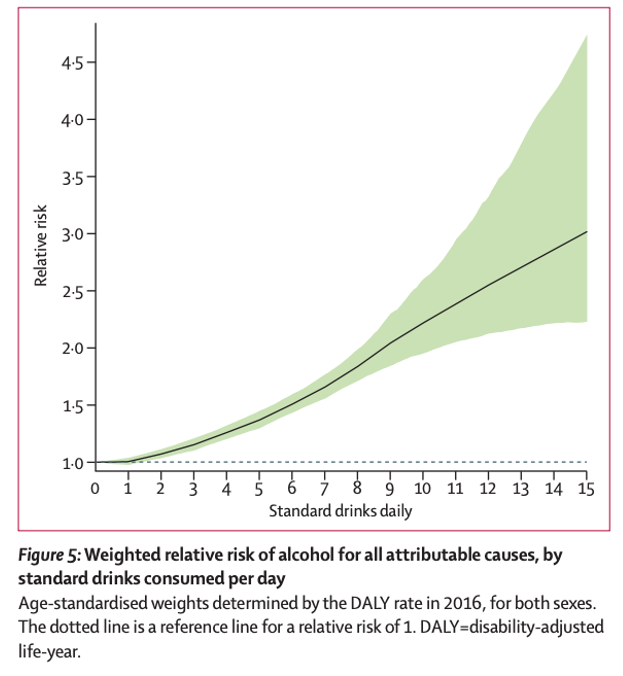 4·5
4·0
3·5
3·0
2·5
2·0
1·5
1·0
Relative risk
0 1 2 3 4 5 6 7 8 9 10 11 12 13 14 15
Standard drinks daily
Figure 5: Weighted relative risk of alcohol for all attributable causes, by
standard drinks consumed per day
Age-standardised weights determined by the DALY rate in 2016, for both sexes.
The dotted line is a reference line for a relative risk of 1. DALY=disability-adjusted
life-year.